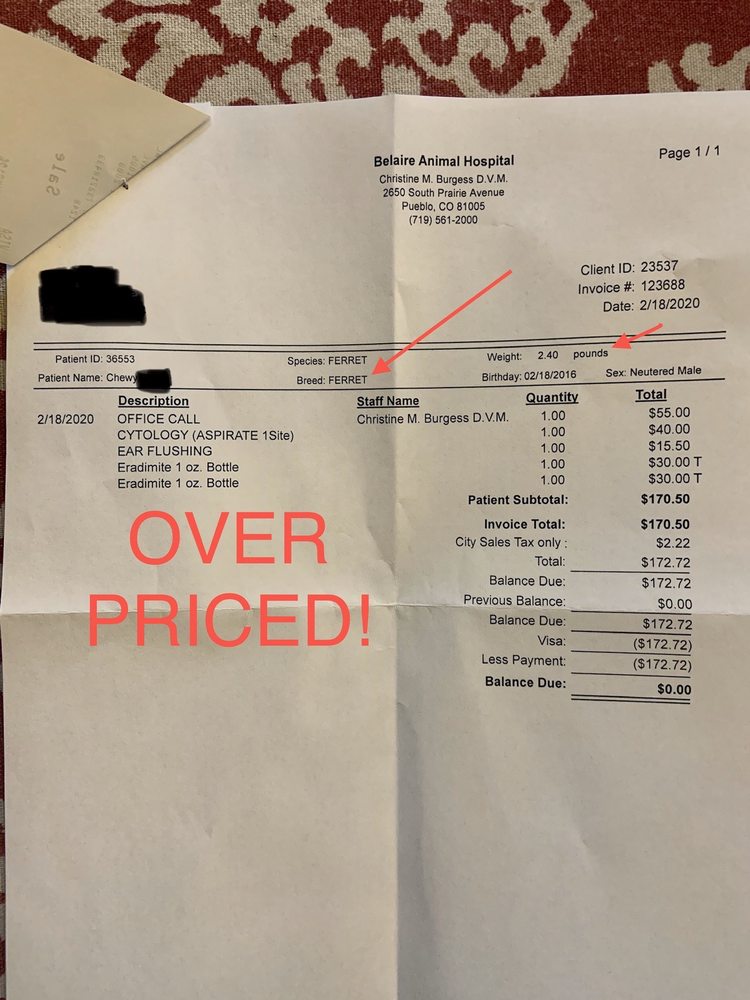 Sale
Page 1 / 1
Belaire Animal Hospital
Christine M. Burgess D.V.M.
2650 South Prairie Avenue
Pueblo, CO 81005
(719) 561-2000
Client ID: 23537
Invoice #: 123688
Date: 2/18/2020
Patient ID: 36553 Species: FERRET Weight: 2.40 pounds
Patient Name: Chewy Breed: FERRET Birthday: 02/18/2016 Sex: Neutered Male
Description Staff Name Quantity Total
2/18/2020 OFFICE CALL Christine M. Burgess D.V.M. 1.00 $55.00
CYTOLOGY (ASPIRATE 1Site) 1.00 $40.00
EAR FLUSHING 1.00 $15.50
Eradimite 1 oz. Bottle 1.00 $30.00 T
Eradimite 1 oz. Bottle 1.00 $30.00 T
Patient Subtotal: $170.50
Invoice Total: $170.50
City Sales Tax only : $2.22
Total: $172.72
Balance Due: $172.72
Previous Balance: $0.00
Balance Due: $172.72
Visa: ($172.72)
Less Payment: ($172.72)
Balance Due: $0.00
OVER
PRICED!